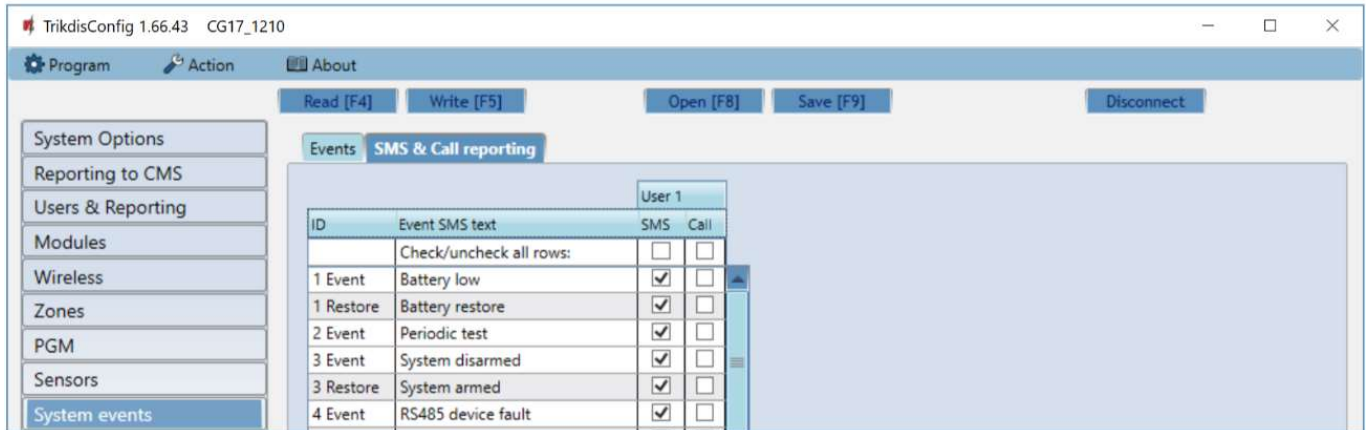 TrikdisConfig 1.66.43 CG17_1210
Program Action About
Read [F4] Write [F5] Open [F8] Save [F9] Disconnect
System Options
Reporting to CMS
Users & Reporting
Modules
Wireless
Zones
PGM
Sensors
System events
Events SMS & Call reporting
User 1
ID Event SMS text SMS Call
Check/uncheck all rows:
1 Event Battery low
1 Restore Battery restore
2 Event Periodic test
3 Event System disarmed
3 Restore System armed
4 Event RS485 device fault